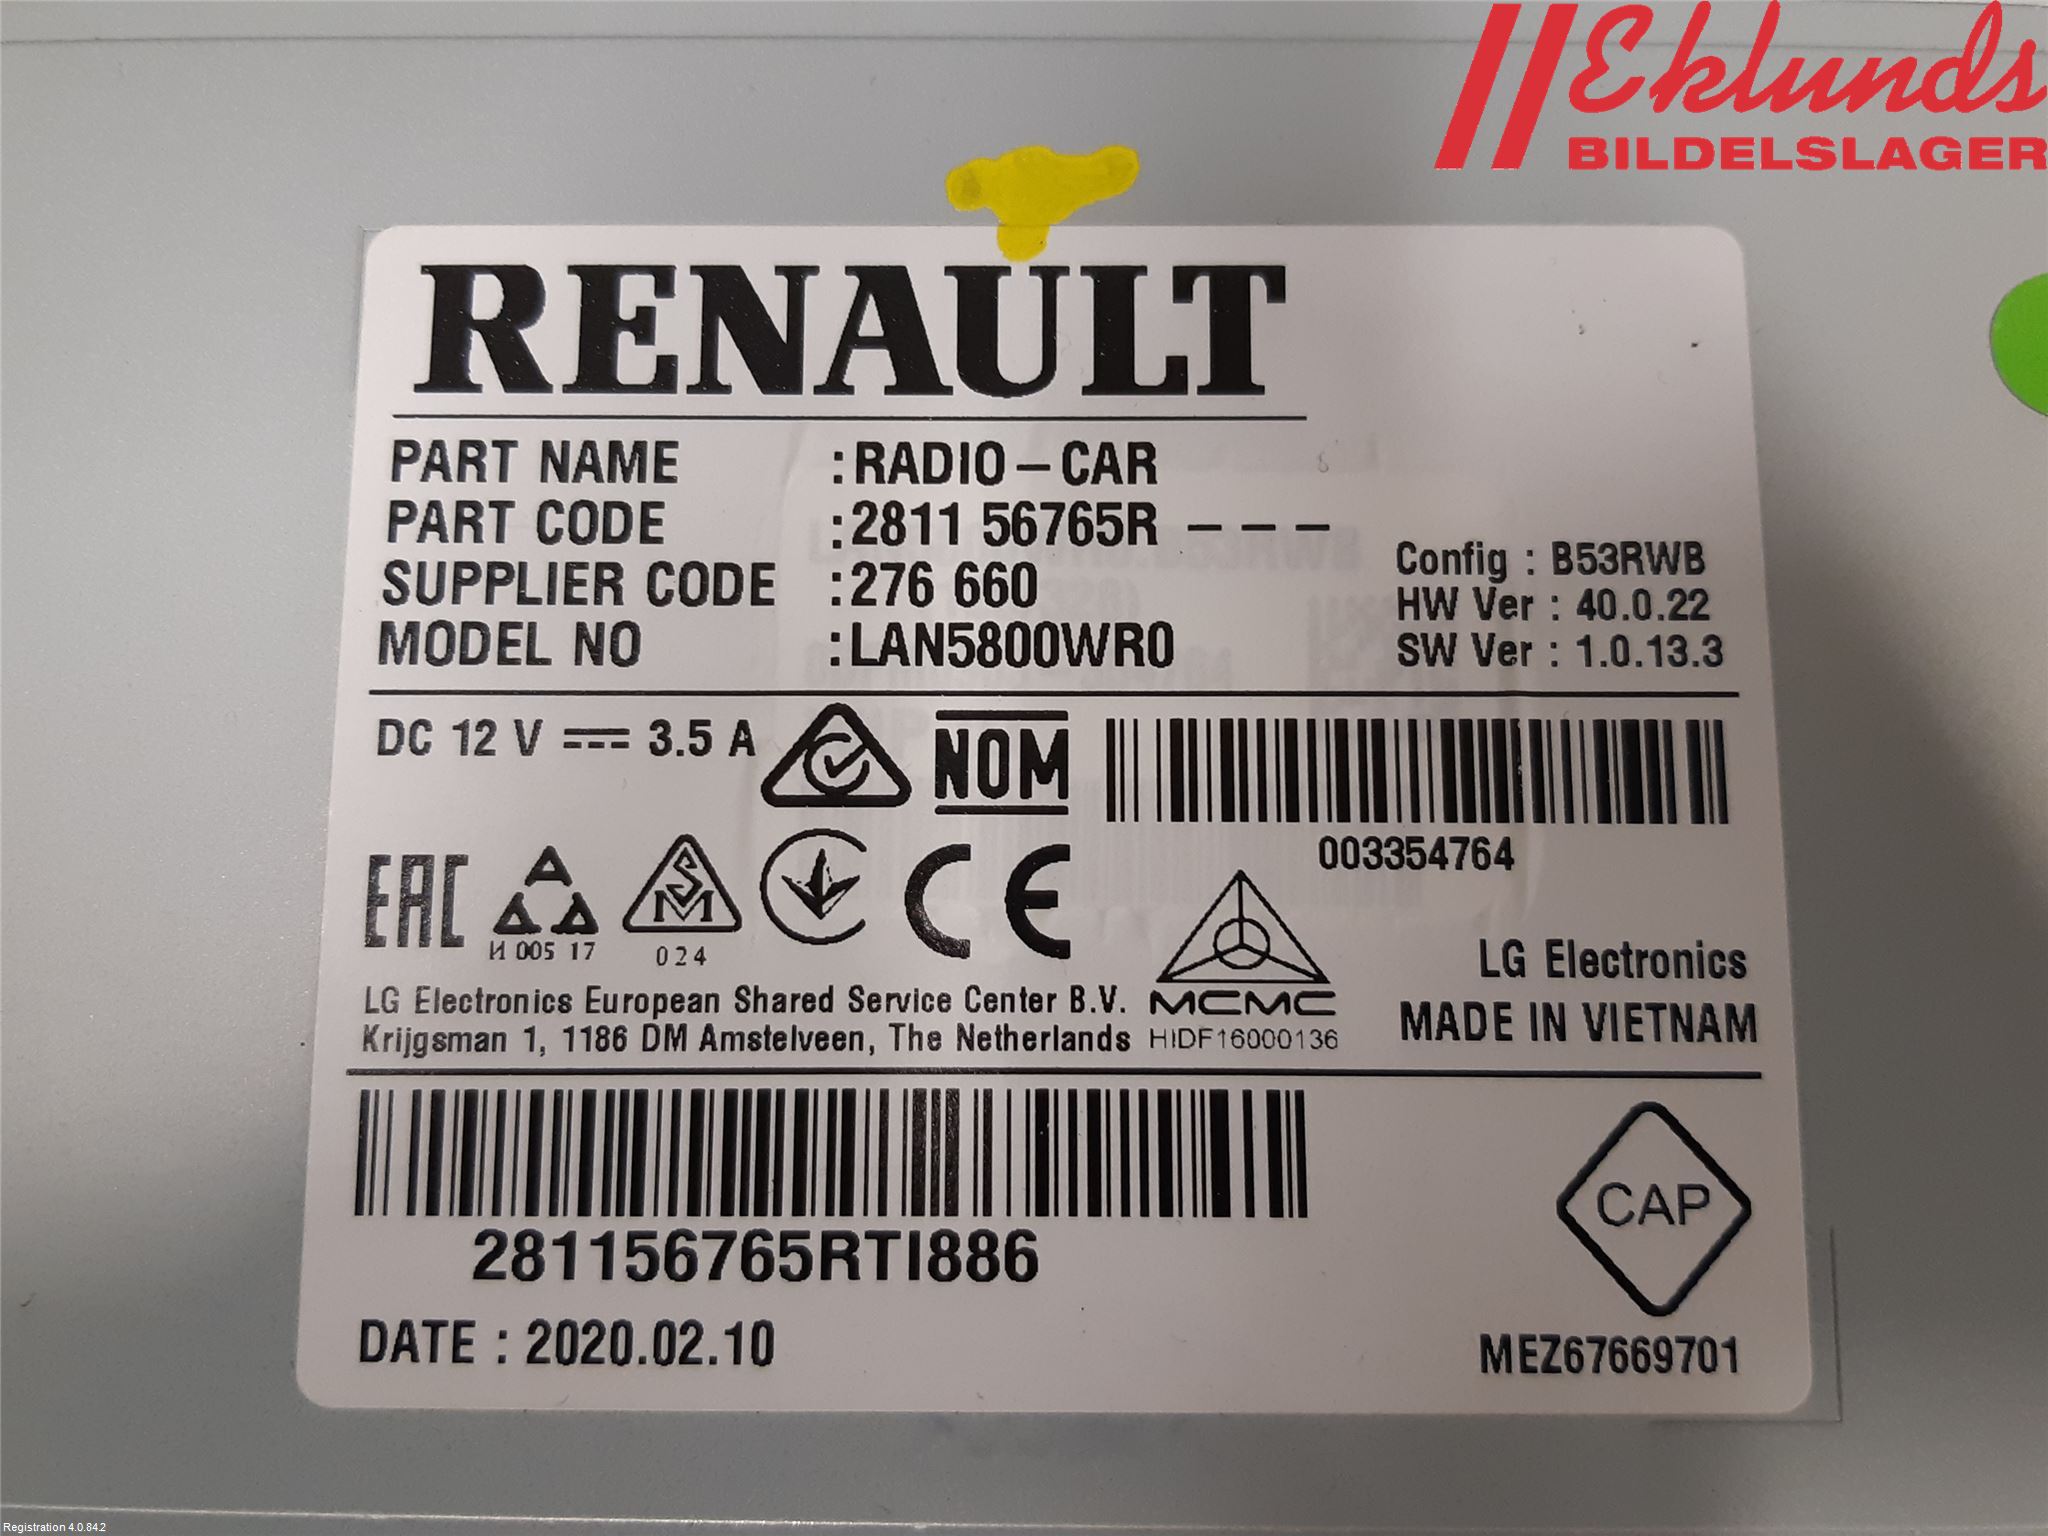 Eklunds
BILDELSLAGER
RENAULT
PART NAME :RADIO-CAR
PART CODE :2811 56765R - - -
SUPPLIER CODE :276 660
MODEL NO :LAN5800WR0
Config : B53RWB
HW Ver : 40.0.22
SW Ver : 1.0.13.3
DC 12 V 3.5 A
NOM
003354764
EAC
И 005 17
SM
024
CE
MCMC
HIDF16000136
LG Electronics
MADE IN VIETNAM
LG Electronics European Shared Service Center B.V.
Krijgsman 1, 1186 DM Amstelveen, The Netherlands
281156765RTI886
CAP
DATE : 2020.02.10
MEZ67669701
Registration 4.0.842